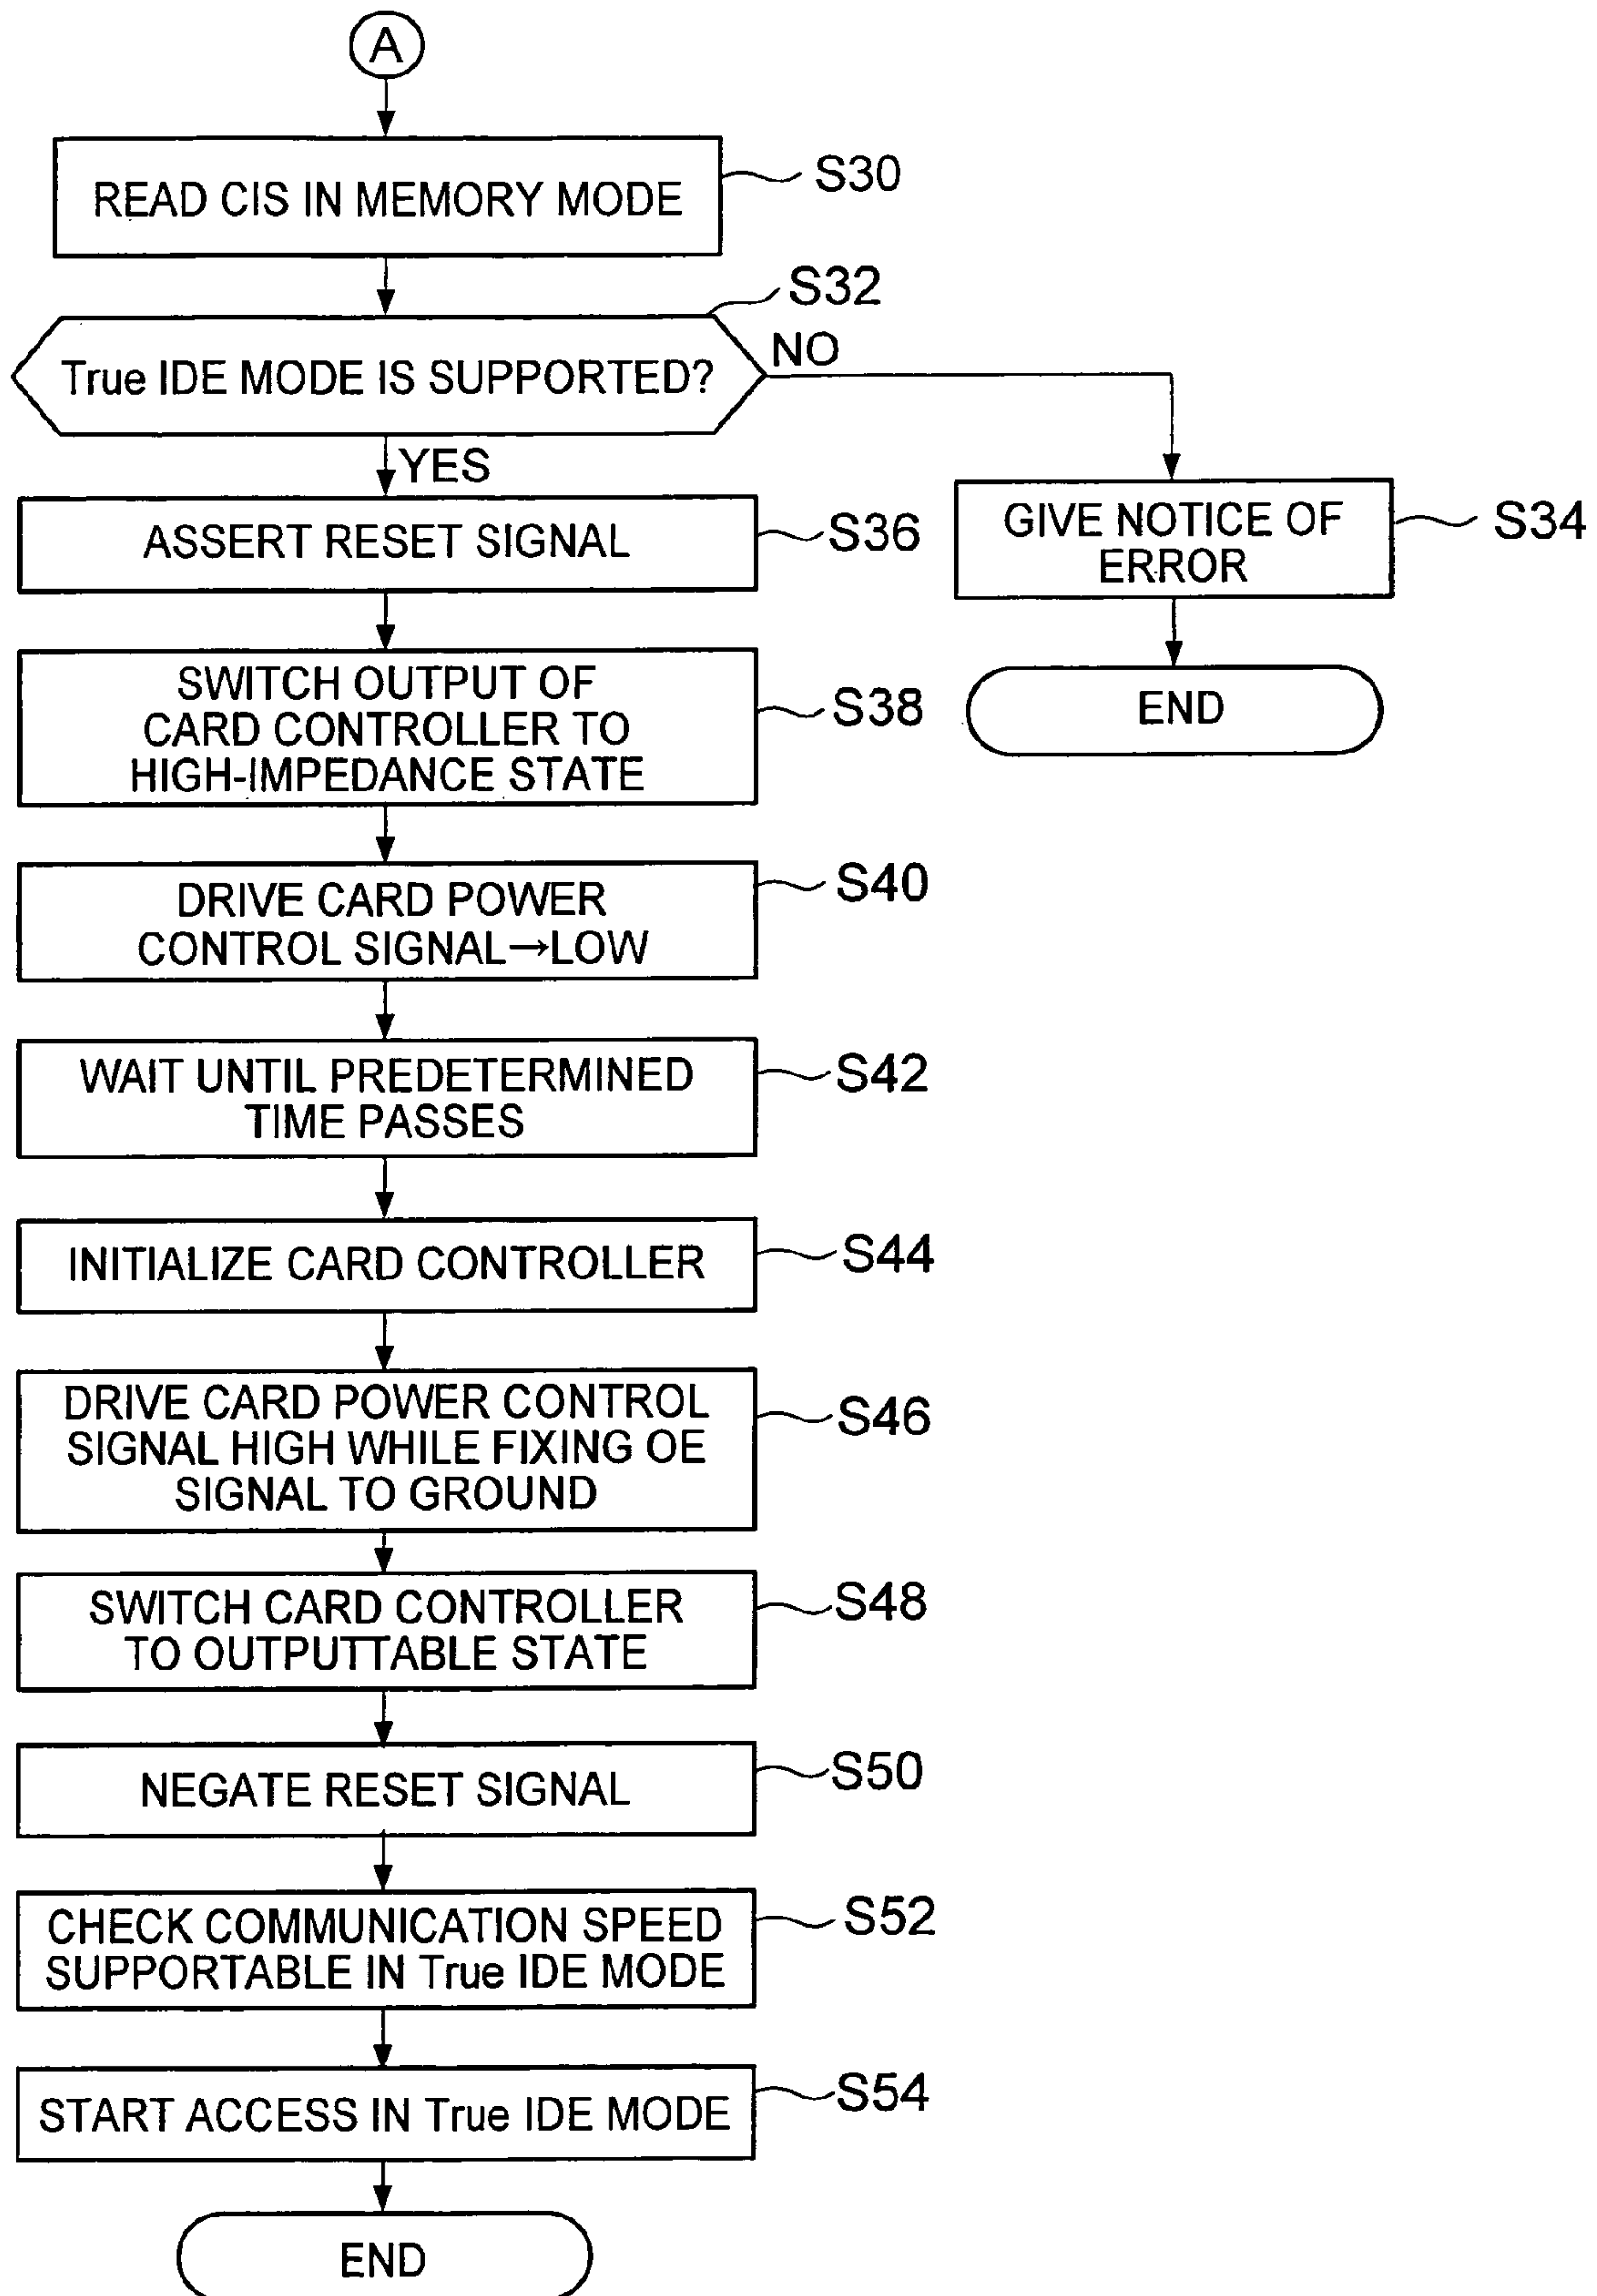 A
READ CIS IN MEMORY MODE
S30
S32
True IDE MODE IS SUPPORTED?
NO
YES
ASSERT RESET SIGNAL
S36
GIVE NOTICE OF
ERROR
S34
SWITCH OUTPUT OF
CARD CONTROLLER TO
HIGH-IMPEDANCE STATE
S38
END
DRIVE CARD POWER
CONTROL SIGNAL→LOW
S40
WAIT UNTIL PREDETERMINED
TIME PASSES
S42
INITIALIZE CARD CONTROLLER
S44
DRIVE CARD POWER CONTROL
SIGNAL HIGH WHILE FIXING OE
SIGNAL TO GROUND
S46
SWITCH CARD CONTROLLER
TO OUTPUTTABLE STATE
S48
NEGATE RESET SIGNAL
S50
CHECK COMMUNICATION SPEED
SUPPORTABLE IN True IDE MODE
S52
START ACCESS IN True IDE MODE
S54
END